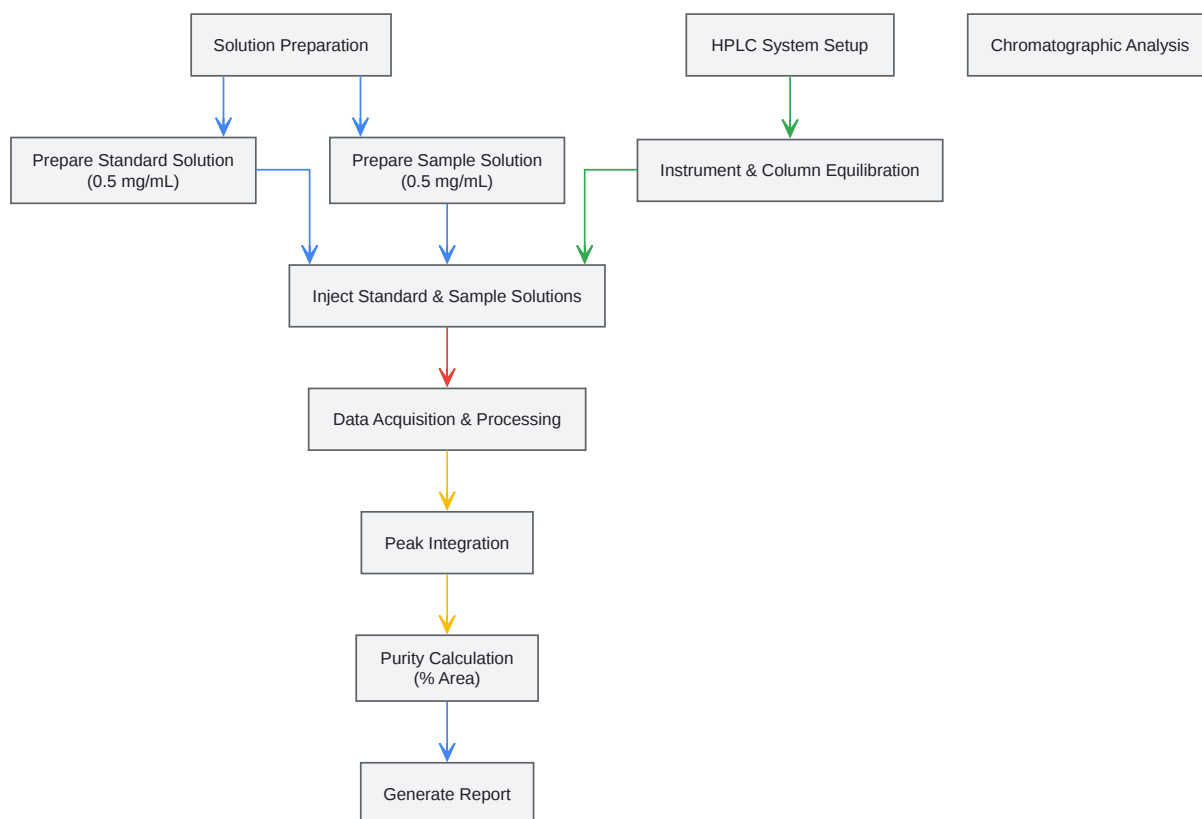 Solution Preparation
HPLC System Setup
Chromatographic Analysis
Prepare Standard Solution
(0.5 mg/mL)
Prepare Sample Solution
(0.5 mg/mL)
Instrument & Column Equilibration
Inject Standard & Sample Solutions
Data Acquisition & Processing
Peak Integration
Purity Calculation
(% Area)
Generate Report